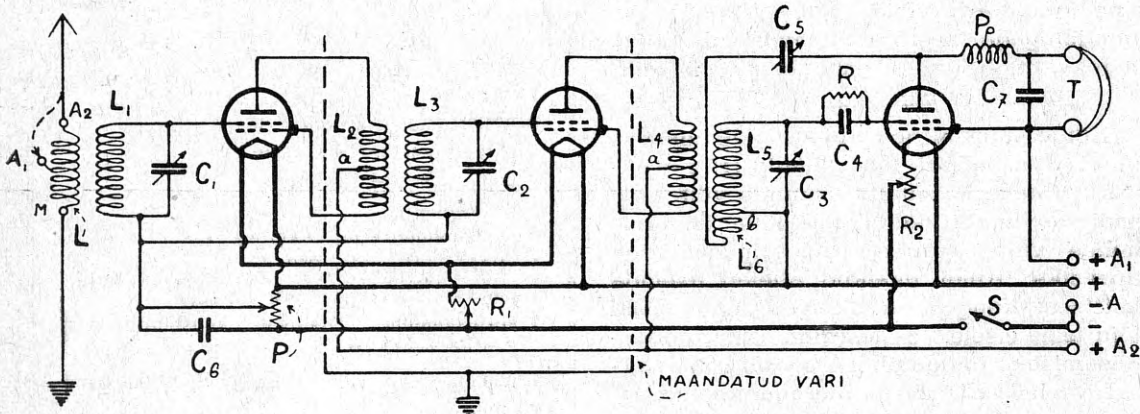 A2
A1
M
L
L1
C1
L2
a
L3
C2
L4
a
L5
b
L6
C5
C3
R
C4
R2
Pp
C7
T
C6
P
R1
S
+ A1
+
- A
-
+ A2
MAANDATUD VARI